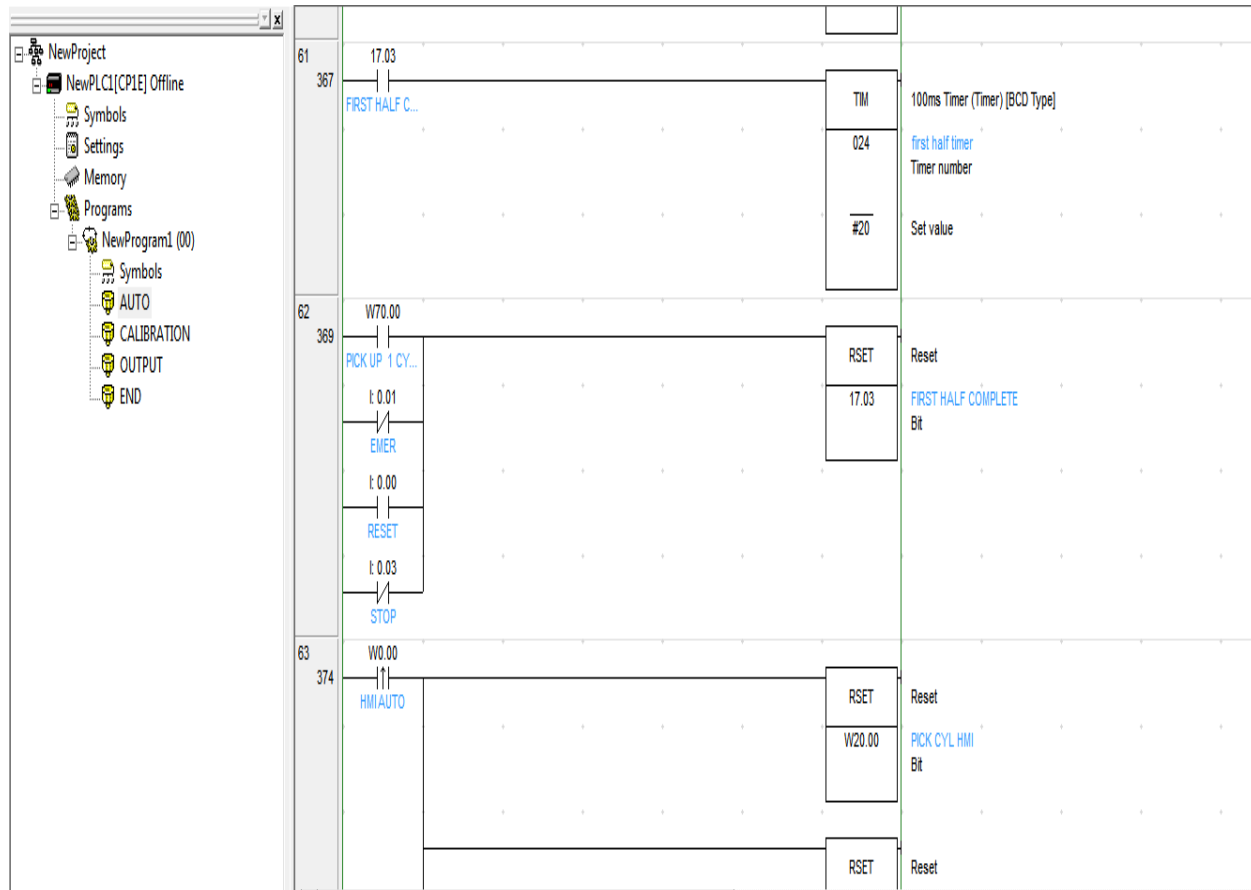 NewProject
NewPLC1[CP1E] Offline
Symbols
Settings
Memory
Programs
NewProgram1 (00)
Symbols
AUTO
CALIBRATION
OUTPUT
END
61
367
17.03
FIRST HALF C...
TIM
100ms Timer (Timer) [BCD Type]
024
first half timer
Timer number
#20
Set value
62
369
W70.00
PICK UP 1 CY...
RSET
Reset
I: 0.01
17.03
FIRST HALF COMPLETE
Bit
EMER
I: 0.00
RESET
I: 0.03
STOP
63
374
W0.00
HMI AUTO
RSET
Reset
W20.00
PICK CYL HMI
Bit
RSET
Reset